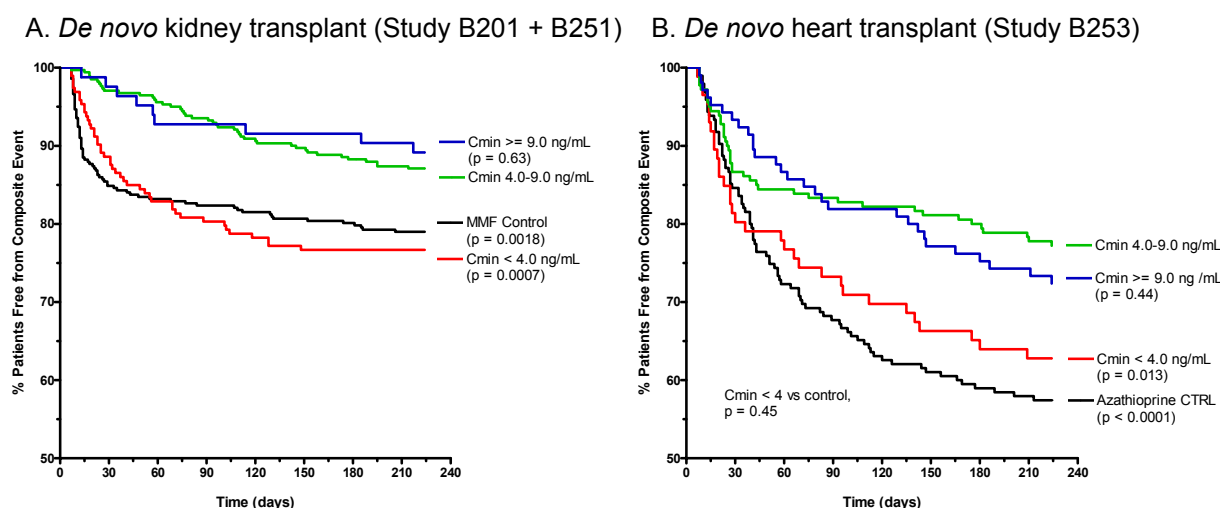 A. De novo kidney transplant (Study B201 + B251)
% Patients Free from Composite Event
100
90
80
70
60
50
0 30 60 90 120 150 180 210 240
Time (days)
Cmin >= 9.0 ng/mL
(p = 0.63)
Cmin 4.0-9.0 ng/mL
MMF Control
(p = 0.0018)
Cmin < 4.0 ng/mL
(p = 0.0007)
B. De novo heart transplant (Study B253)
% Patients Free from Composite Event
100
90
80
70
60
50
0 30 60 90 120 150 180 210 240
Time (days)
Cmin 4.0-9.0 ng/mL
Cmin >= 9.0 ng /mL
(p = 0.44)
Cmin < 4.0 ng/mL
(p = 0.013)
Azathioprine CTRL
(p < 0.0001)
Cmin < 4 vs control,
p = 0.45